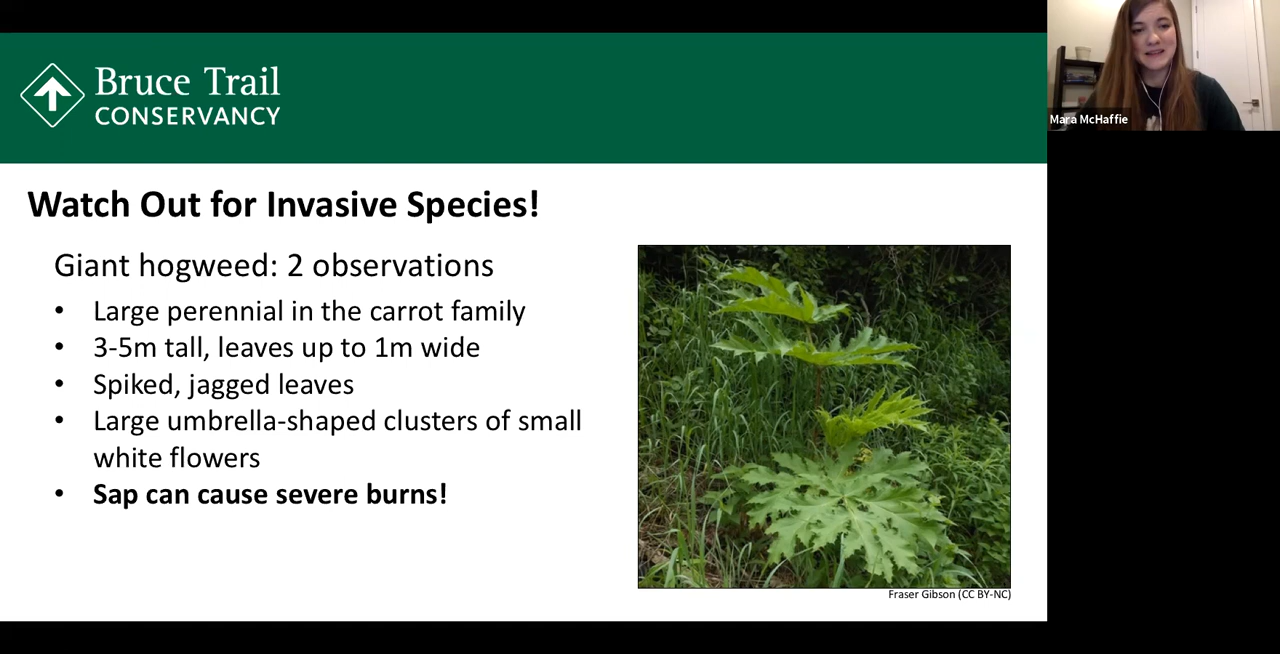 Bruce Trail
CONSERVANCY
Mara McHaffie
Watch Out for Invasive Species!
Giant hogweed: 2 observations
• Large perennial in the carrot family
• 3-5m tall, leaves up to 1m wide
• Spiked, jagged leaves
• Large umbrella-shaped clusters of small
white flowers
• Sap can cause severe burns!
Fraser Gibson (CC BY-NC)